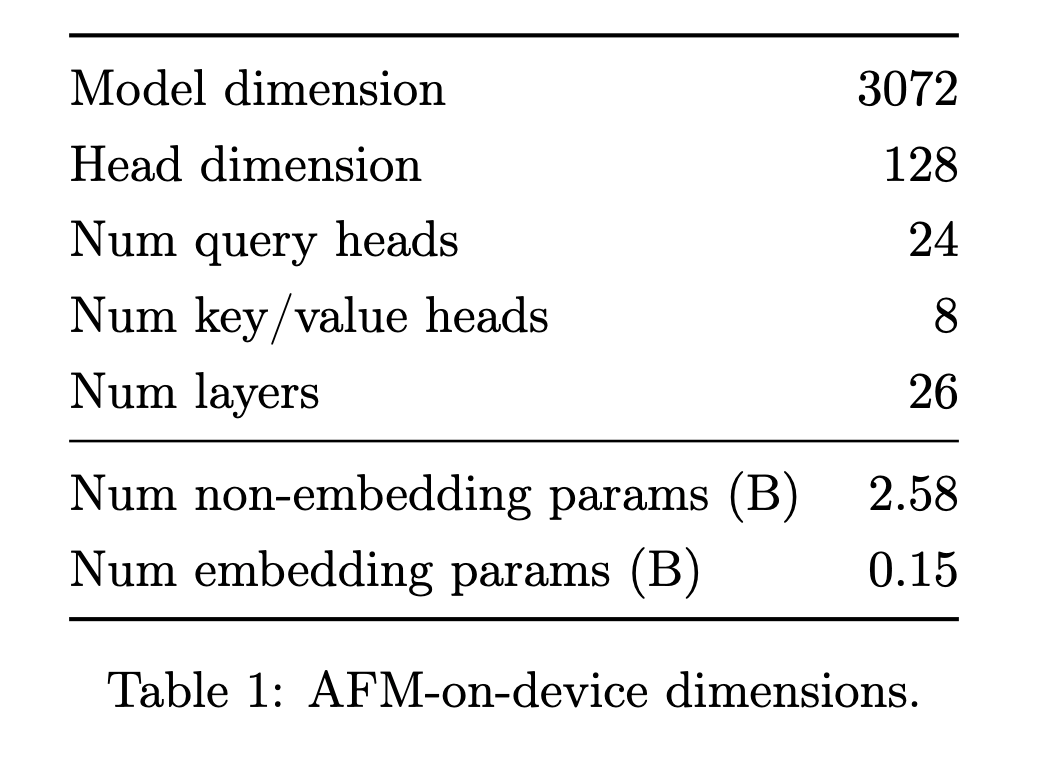 Model dimension 3072
Head dimension 128
Num query heads 24
Num key/value heads 8
Num layers 26
Num non-embedding params (B) 2.58
Num embedding params (B) 0.15
Table 1: AFM-on-device dimensions.